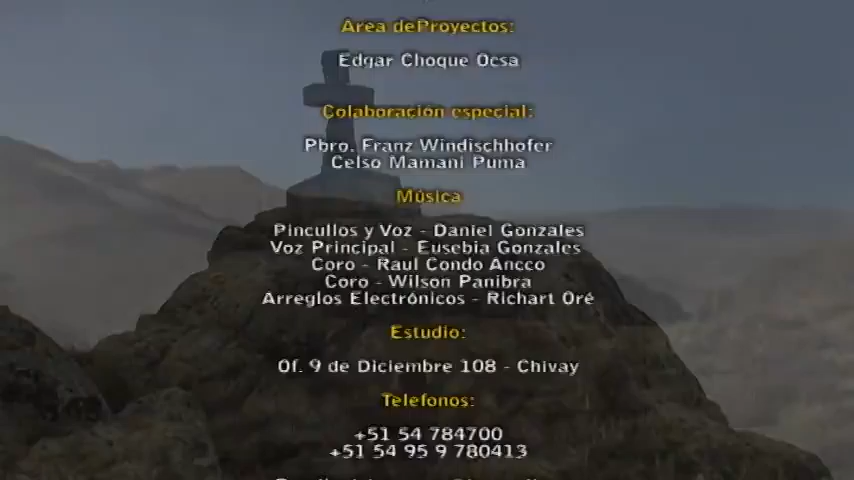 Área deProyectos:
Edgar Choque Ocsa
Colaboración especial:
Pbro. Franz Windischhofer
Celso Mamani Puma
Música
Pincullos y Voz - Daniel Gonzales
Voz Principal - Eusebia Gonzales
Coro - Raul Condo Ancco
Coro - Wilson Panibra
Arreglos Electrónicos - Richart Oré
Estudio:
Of. 9 de Diciembre 108 - Chivay
Telefonos:
+51 54 784700
+51 54 95 9 780413